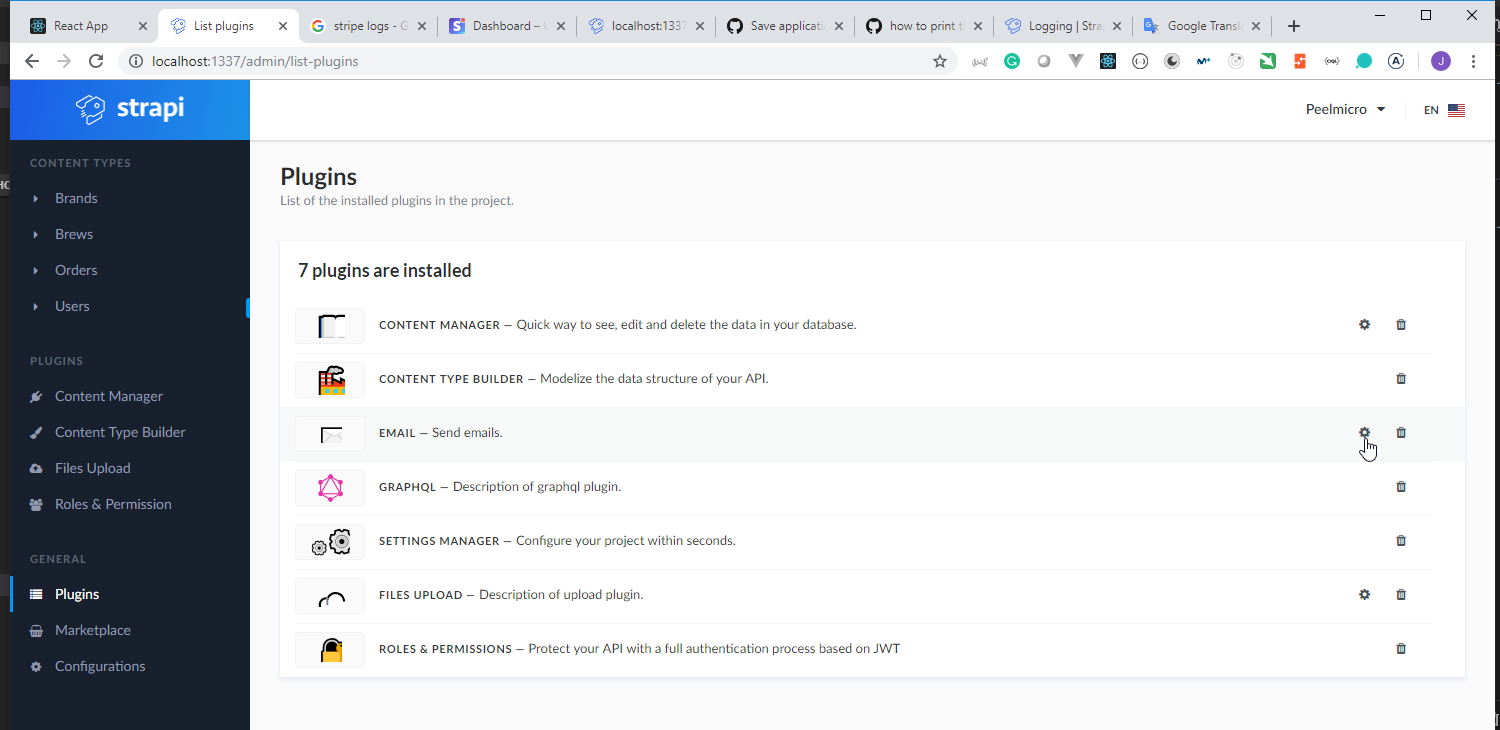 React App
List plugins
stripe logs - G
Dashboard –
localhost:1337
Save applicati
how to print t
Logging | Stra
Google Transl
localhost:1337/admin/list-plugins
J
strapi
Peelmicro
EN
CONTENT TYPES
Brands
Brews
Orders
Users
PLUGINS
Content Manager
Content Type Builder
Files Upload
Roles & Permission
GENERAL
Plugins
Marketplace
Configurations
Plugins
List of the installed plugins in the project.
7 plugins are installed
CONTENT MANAGER — Quick way to see, edit and delete the data in your database.
CONTENT TYPE BUILDER — Modelize the data structure of your API.
EMAIL — Send emails.
GRAPHQL — Description of graphql plugin.
SETTINGS MANAGER — Configure your project within seconds.
FILES UPLOAD — Description of upload plugin.
ROLES & PERMISSIONS — Protect your API with a full authentication process based on JWT